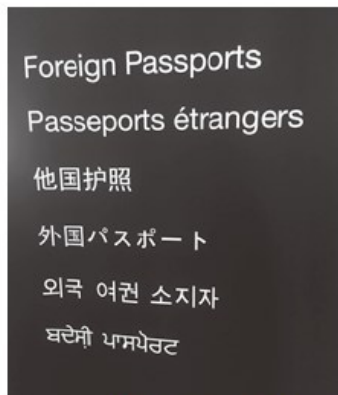 Foreign Passports
Passeports étrangers
他国护照
外国パスポート
외국 여권 소지자
ਬਦੇਸ਼ੀ ਪਾਸਪੋਰਟ